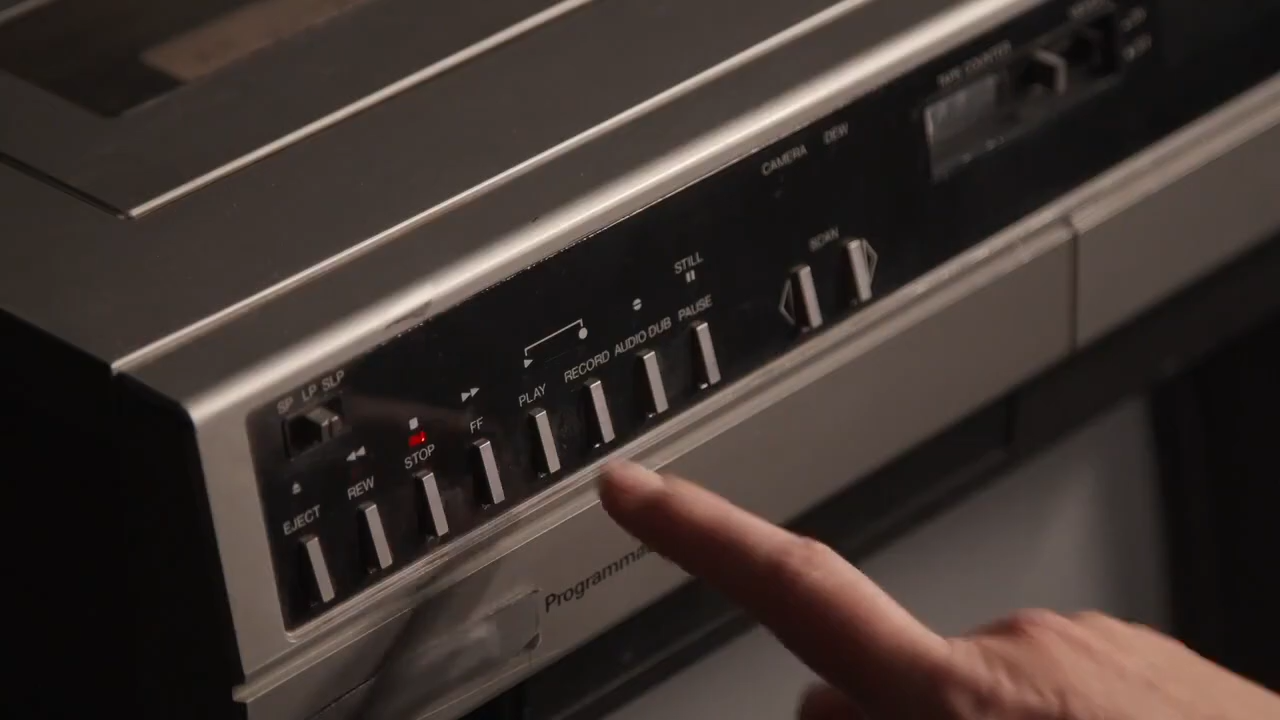 SP LP SLP
EJECT
REW
STOP
FF
PLAY
RECORD
AUDIO DUB
STILL
PAUSE
SCAN
CAMERA
DEW
TAPE COUNTER
Programma